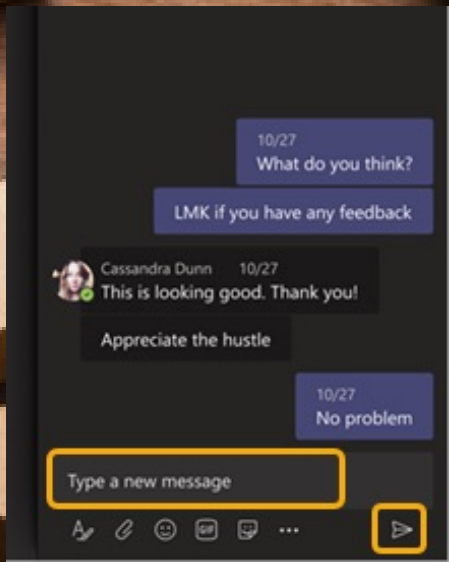 10/27
What do you think?
LMK if you have any feedback
Cassandra Dunn 10/27
This is looking good. Thank you!
Appreciate the hustle
10/27
No problem
Type a new message
GIF